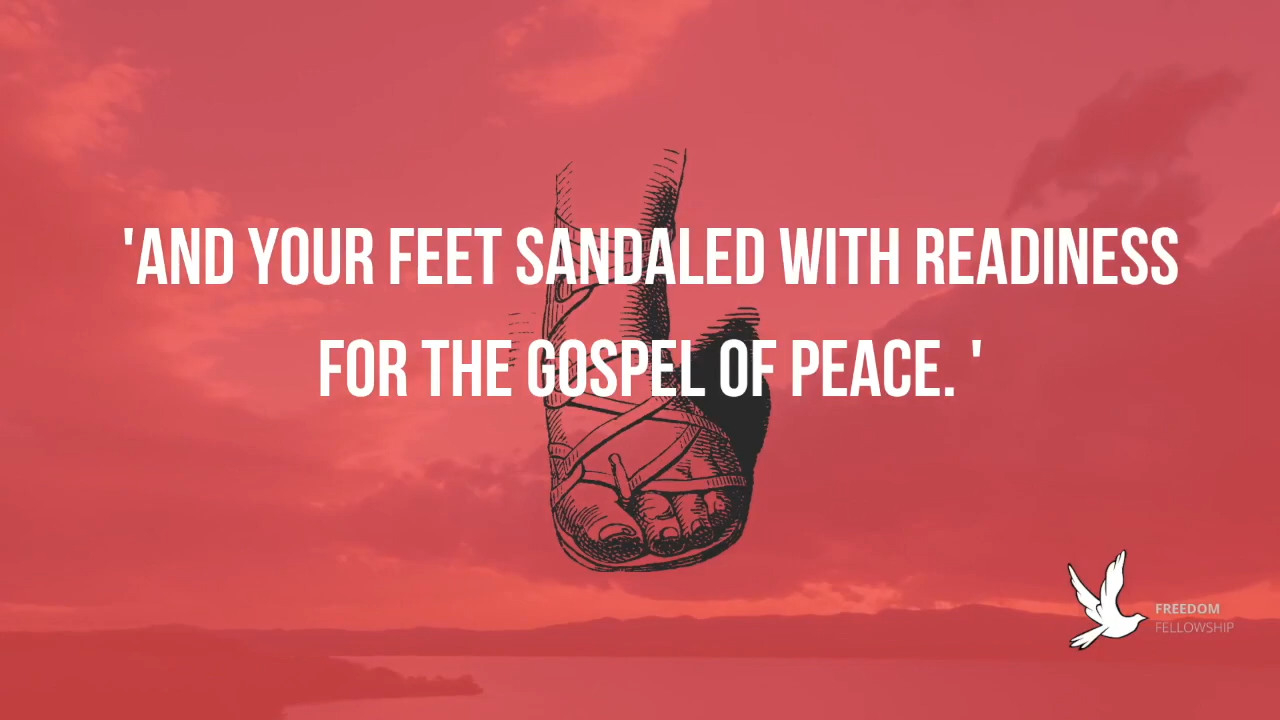 'AND YOUR FEET SANDALED WITH READINESS
FOR THE GOSPEL OF PEACE. '
FREEDOM
FELLOWSHIP